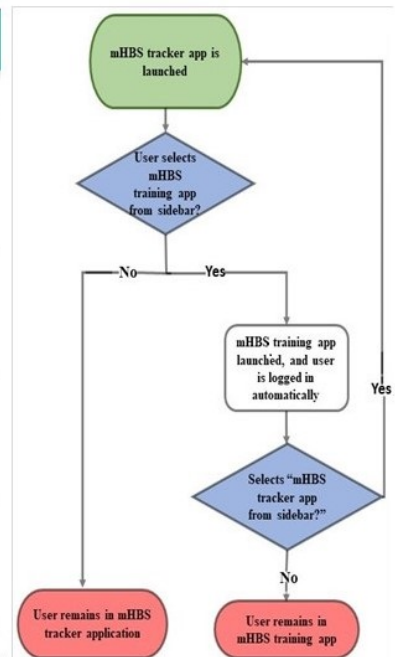 mHBS tracker app is
launched
User selects
mHBS
training app
from sidebar?
No
Yes
mHBS training app
launched, and user
is logged in
automatically
Yes
Selects “mHBS
tracker app
from sidebar?”
No
User remains in mHBS
tracker application
User remains in
mHBS training app